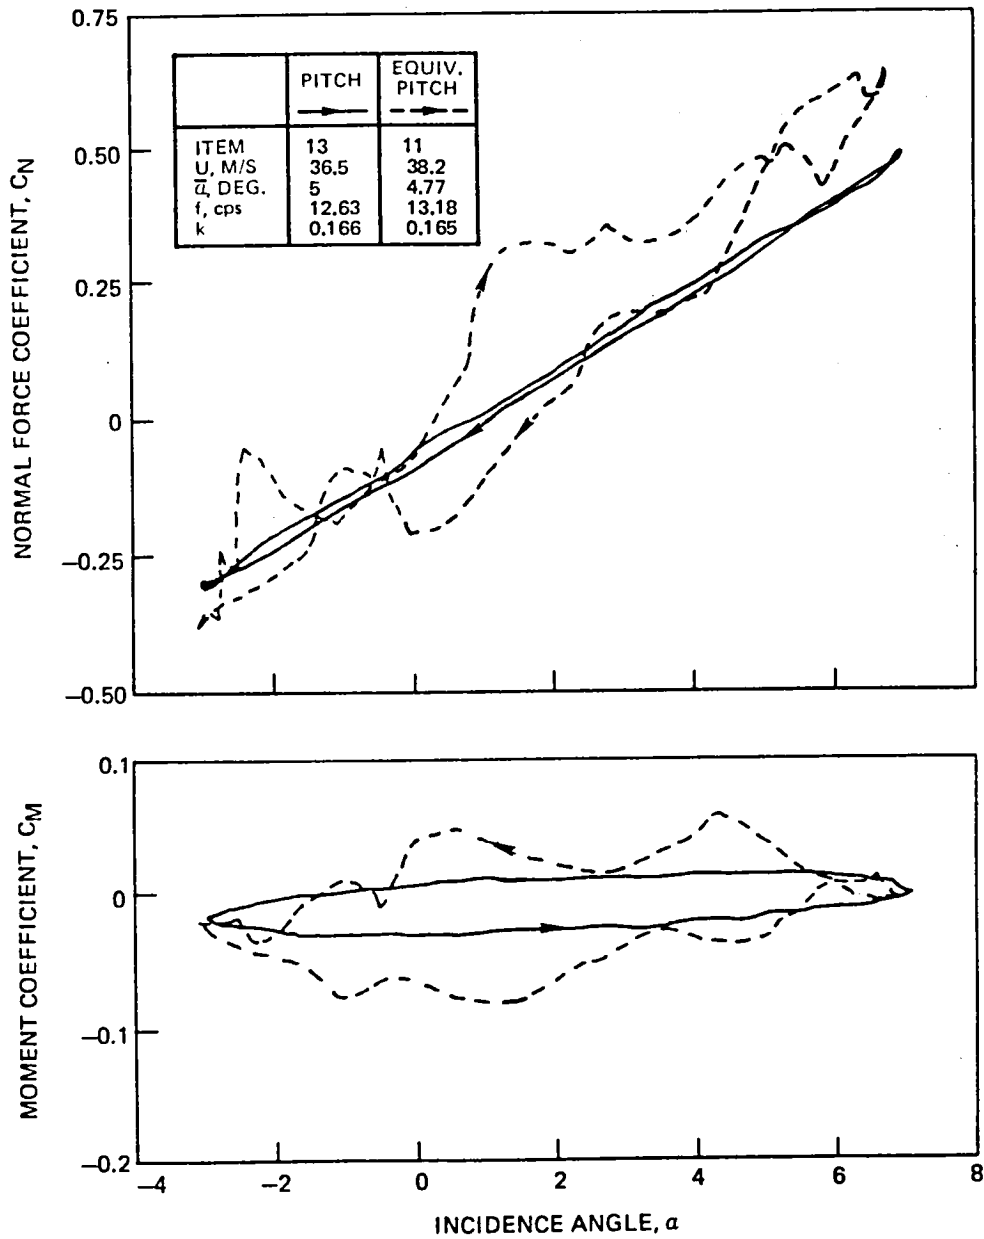 0.75
0.50
0.25
0
−0.25
−0.50
NORMAL FORCE COEFFICIENT, CN
PITCH EQUIV. PITCH
ITEM 13 11
U, M/S 36.5 38.2
α̅, DEG. 5 4.77
f, cps 12.63 13.18
k 0.166 0.165
0.1
0
−0.1
−0.2
MOMENT COEFFICIENT, CM
−4 −2 0 2 4 6 8
INCIDENCE ANGLE, α